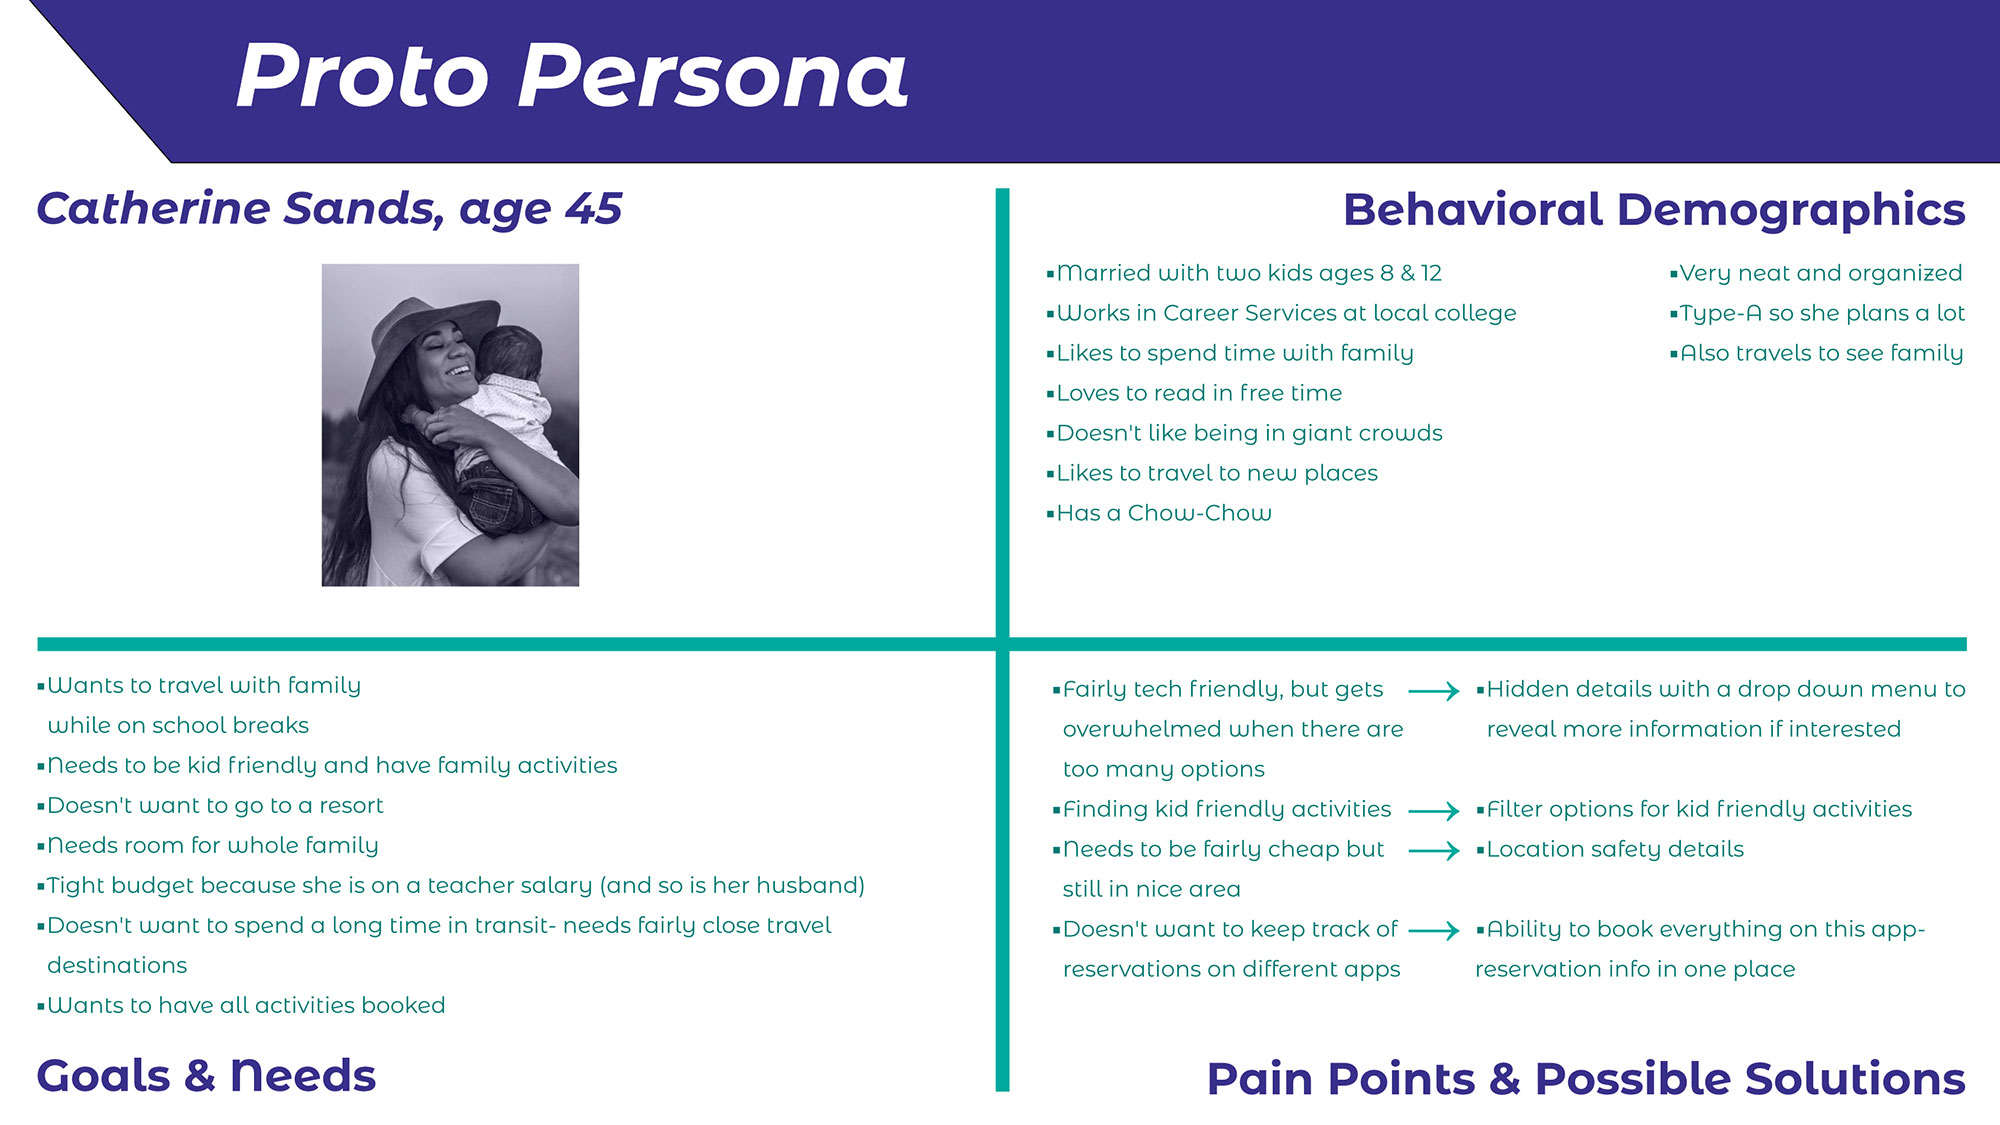 Proto Persona
Catherine Sands, age 45
Behavioral Demographics
▪Married with two kids ages 8 & 12
▪Works in Career Services at local college
▪Likes to spend time with family
▪Loves to read in free time
▪Doesn't like being in giant crowds
▪Likes to travel to new places
▪Has a Chow-Chow
▪Very neat and organized
▪Type-A so she plans a lot
▪Also travels to see family
▪Wants to travel with family
while on school breaks
▪Needs to be kid friendly and have family activities
▪Doesn't want to go to a resort
▪Needs room for whole family
▪Tight budget because she is on a teacher salary (and so is her husband)
▪Doesn't want to spend a long time in transit- needs fairly close travel
destinations
▪Wants to have all activities booked
Goals & Needs
▪Fairly tech friendly, but gets
overwhelmed when there are
too many options
▪Hidden details with a drop down menu to
reveal more information if interested
▪Finding kid friendly activities
▪Filter options for kid friendly activities
▪Needs to be fairly cheap but
still in nice area
▪Location safety details
▪Doesn't want to keep track of
reservations on different apps
▪Ability to book everything on this app-
reservation info in one place
Pain Points & Possible Solutions